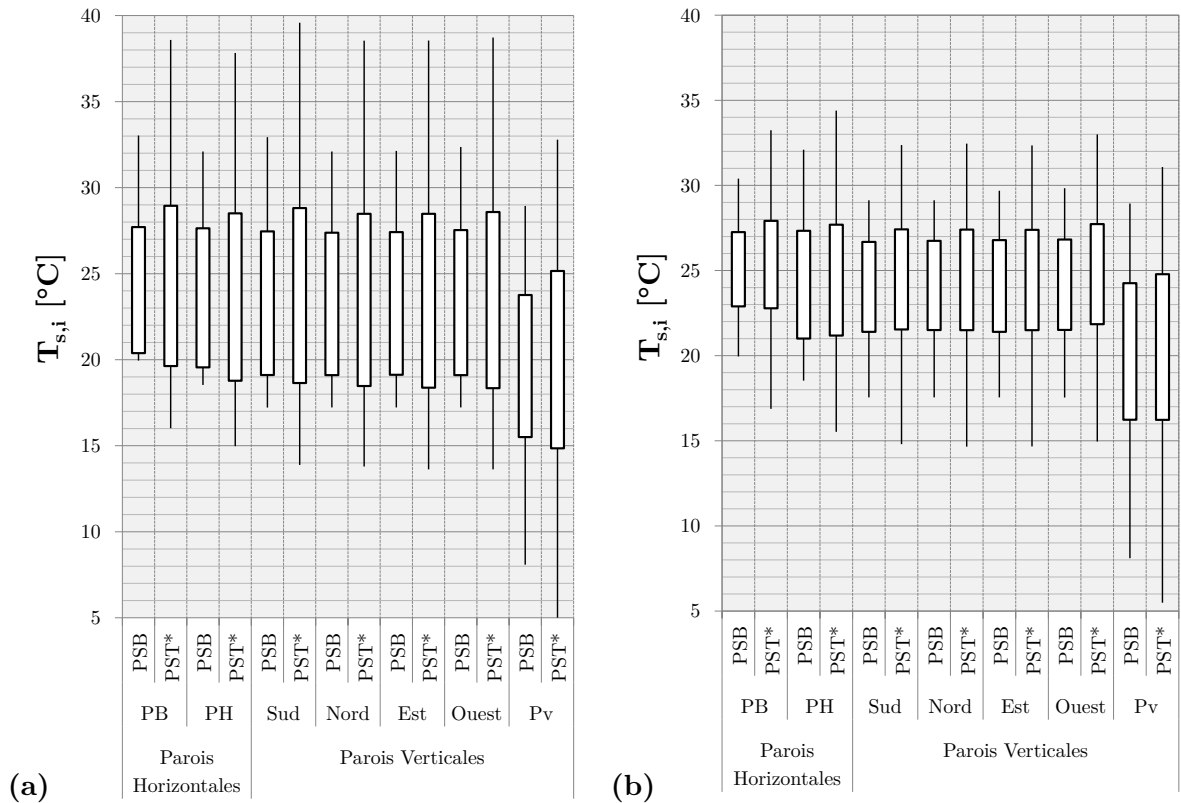 40
35
30
25
20
15
10
5
T_s,i [°C]
PSB PST* PSB PST* PSB PST* PSB PST* PSB PST* PSB PST* PSB PST*
PB PH Sud Nord Est Ouest Pv
Parois Horizontales
Parois Verticales
(a)
40
35
30
25
20
15
10
5
T_s,i [°C]
PSB PST* PSB PST* PSB PST* PSB PST* PSB PST* PSB PST* PSB PST*
PB PH Sud Nord Est Ouest Pv
Parois Horizontales
Parois Verticales
(b)